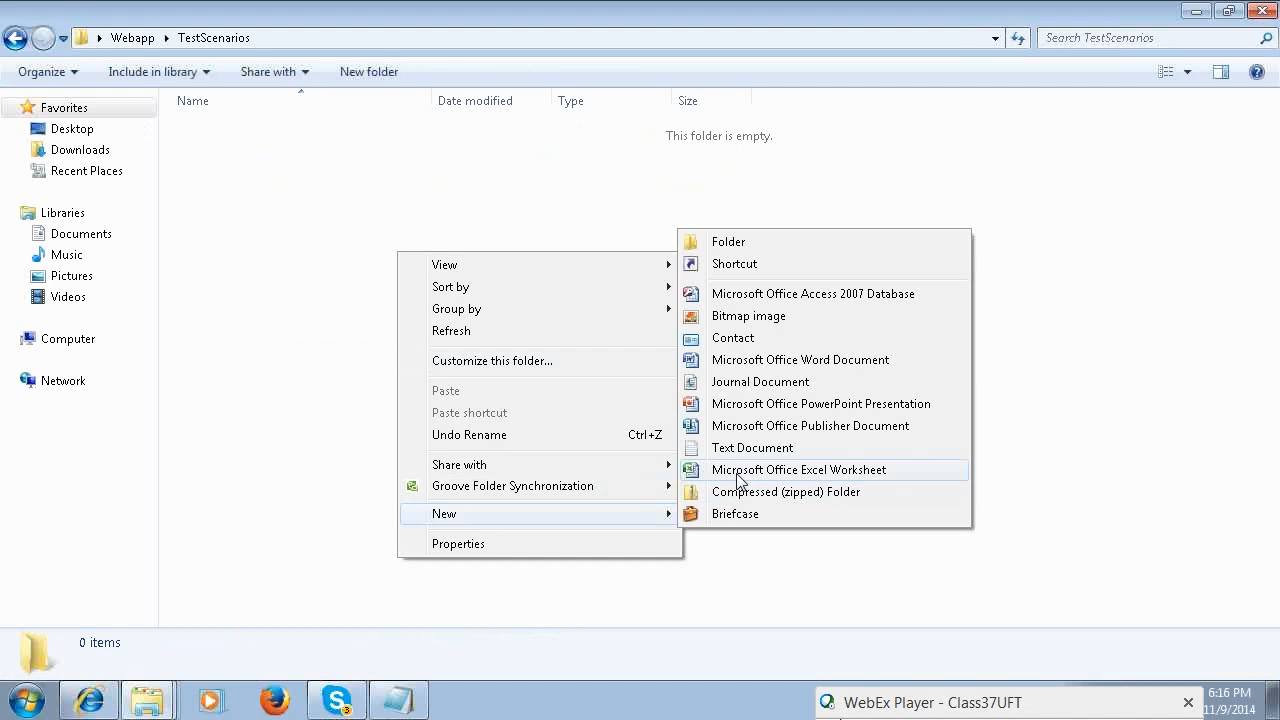 Webapp TestScenarios Search TestScenarios
Organize Include in library Share with New folder
Name Date modified Type Size
This folder is empty.
Favorites
Desktop
Downloads
Recent Places
Libraries
Documents
Music
Pictures
Videos
Computer
Network
View
Sort by
Group by
Refresh
Customize this folder...
Paste
Paste shortcut
Undo Rename Ctrl+Z
Share with
Groove Folder Synchronization
New
Properties
Folder
Shortcut
Microsoft Office Access 2007 Database
Bitmap image
Contact
Microsoft Office Word Document
Journal Document
Microsoft Office PowerPoint Presentation
Microsoft Office Publisher Document
Text Document
Microsoft Office Excel Worksheet
Compressed (zipped) Folder
Briefcase
0 items
3
WebEx Player - Class37UFT
6:16 PM
11/9/2014